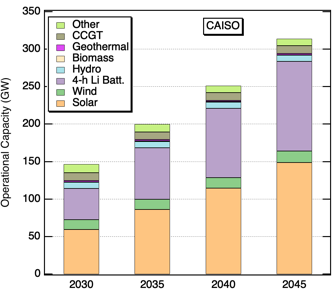 350
300
250
200
150
100
50
0
Operational Capacity (GW)
CAISO
Other
CCGT
Geothermal
Biomass
Hydro
4-h Li Batt.
Wind
Solar
2030
2035
2040
2045